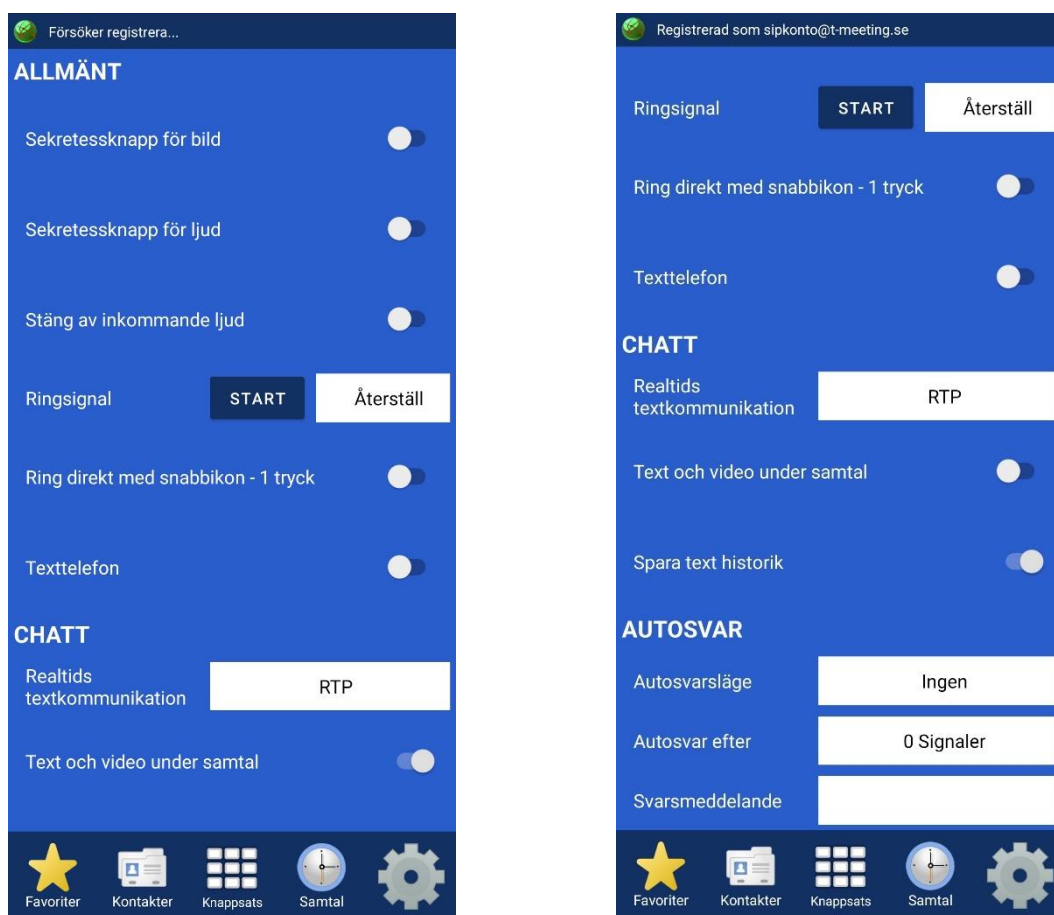 Försöker registrera...
ALLMÄNT
Sekretessknapp för bild
Sekretessknapp för ljud
Stäng av inkommande ljud
Ringsignal START Återställ
Ring direkt med snabbikon - 1 tryck
Texttelefon
CHATT
Realtids
textkommunikation RTP
Text och video under samtal
Favoriter Kontakter Knappsats Samtal
Registrerad som sipkonto@t-meeting.se
Ringsignal START Återställ
Ring direkt med snabbikon - 1 tryck
Texttelefon
CHATT
Realtids
textkommunikation RTP
Text och video under samtal
Spara text historik
AUTOSVAR
Autosvarsläge Ingen
Autosvar efter 0 Signaler
Svarsmeddelande
Favoriter Kontakter Knappsats Samtal